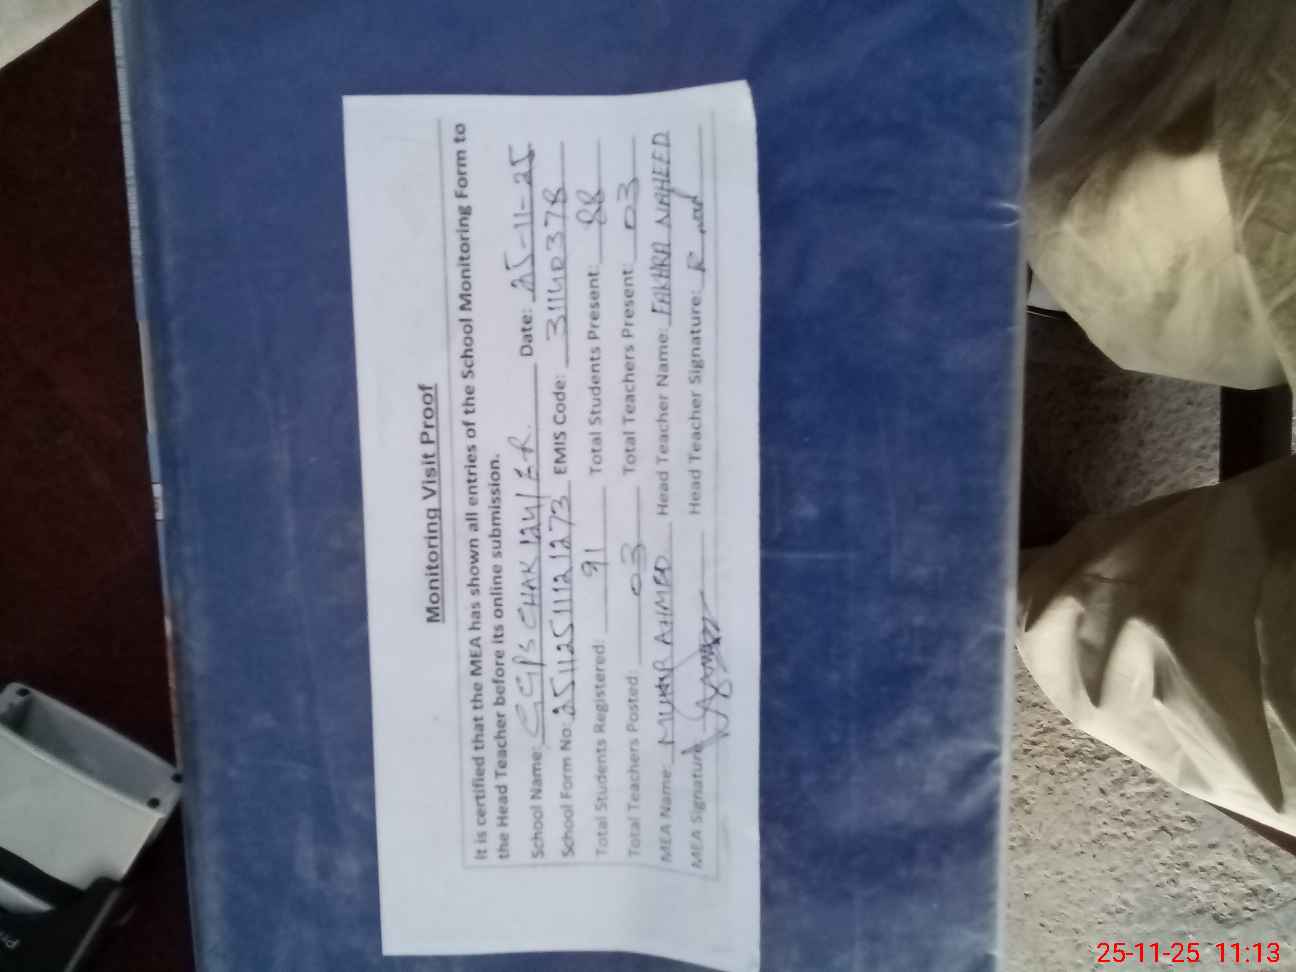 Monitoring Visit Proof
It is certified that the MEA has shown all entries of the School Monitoring Form to
the Head Teacher before its online submission.
School Name: GGPS CHAK 124/ E.R. Date: 25-11-25
School Form No: 251125111121273 EMIS Code: 31140378
Total Students Registered: 91 Total Students Present: 88
Total Teachers Posted: 03 Total Teachers Present: 03
MEA Name: AHMED Head Teacher Name: FAKHRA NAHEED
MEA Signature Head Teacher Signature:
25-11-25 11:13